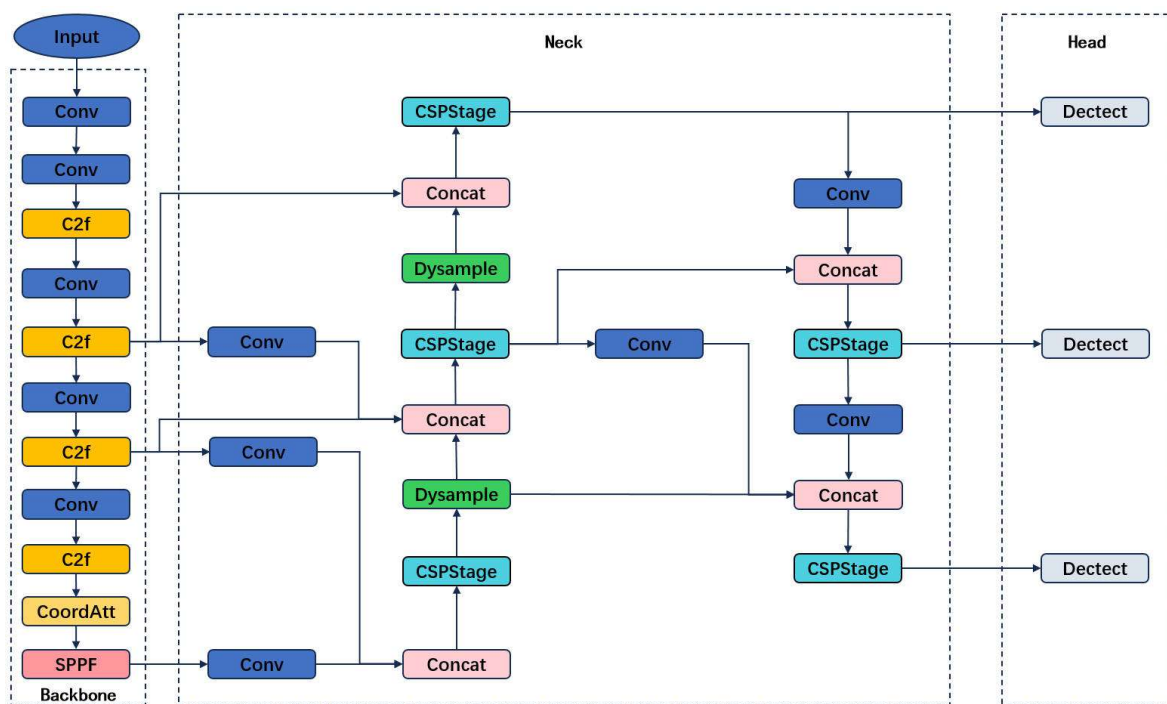 Input
Neck
Head
Conv
CSPStage
Dectect
Conv
Concat
Conv
C2f
Dysample
Concat
Conv
C2f
Conv
CSPStage
Conv
CSPStage
Dectect
Conv
Concat
Conv
C2f
Conv
Conv
Dysample
Concat
C2f
CSPStage
CSPStage
Dectect
CoordAtt
SPPF
Conv
Concat
Backbone